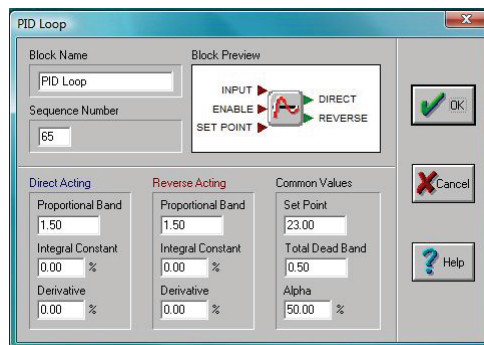 PID Loop
Block Name
PID Loop
Sequence Number
65
Block Preview
INPUT
ENABLE
SET POINT
DIRECT
REVERSE
OK
Cancel
Help
Direct Acting
Proportional Band
1.50
Integral Constant
0.00 %
Derivative
0.00 %
Reverse Acting
Proportional Band
1.50
Integral Constant
0.00 %
Derivative
0.00 %
Common Values
Set Point
23.00
Total Dead Band
0.50
Alpha
50.00 %